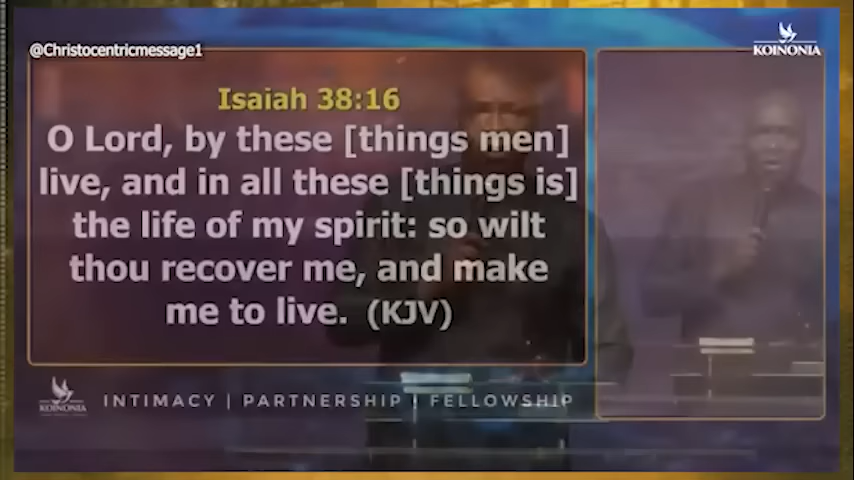 @Christocentricmessage1
KOINONIA
Isaiah 38:16
O Lord, by these [things men]
live, and in all these [things is]
the life of my spirit: so wilt
thou recover me, and make
me to live. (KJV)
KOINONIA
INTIMACY | PARTNERSHIP | FELLOWSHIP